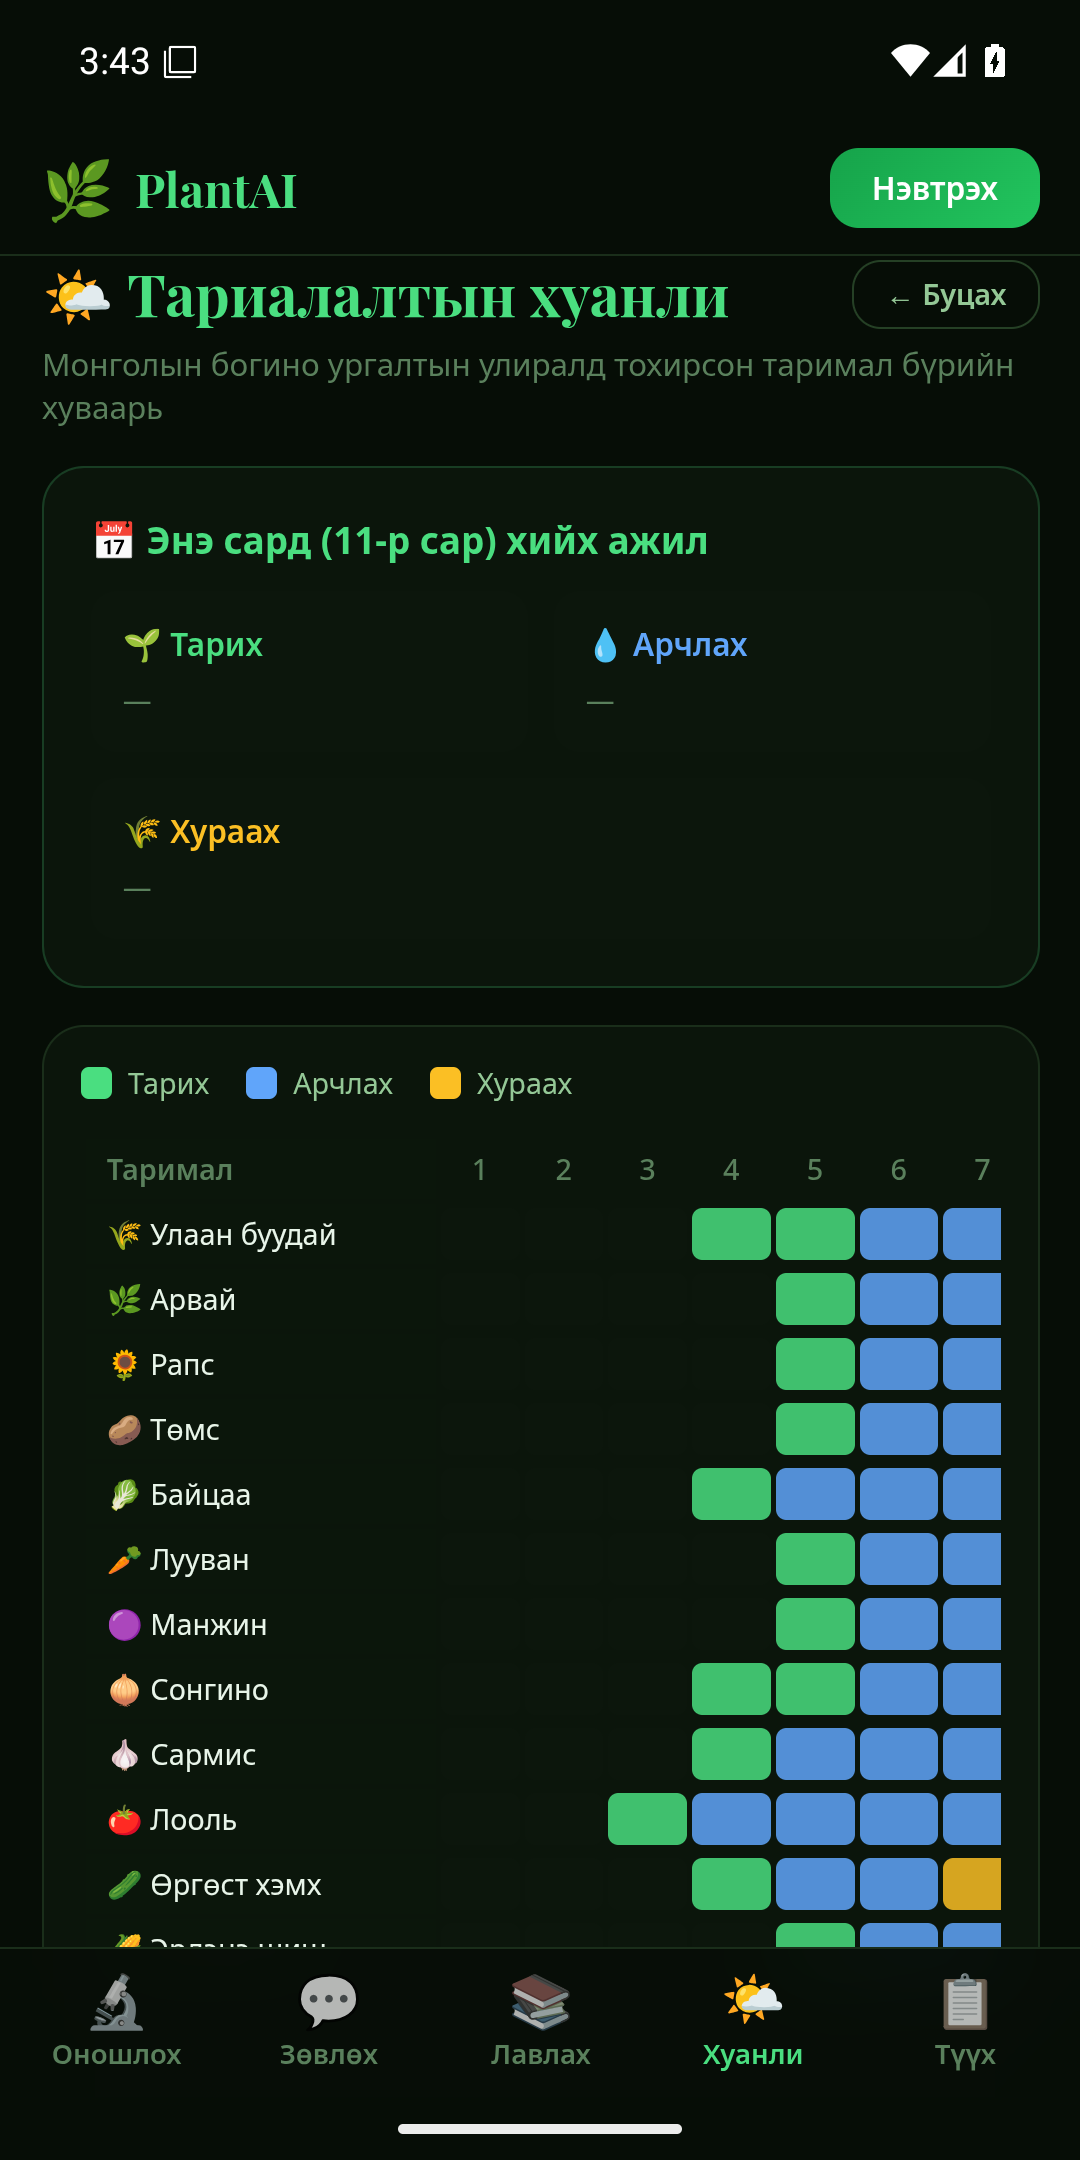 3:43
PlantAI
Нэвтрэх
Тариалалтын хуанли
← Буцах
Монголын богино ургалтын улиралд тохирсон таримал бүрийн
хуваарь
Энэ сард (11-р сар) хийх ажил
Тарих
—
Арчлах
—
Хураах
—
Тарих Арчлах Хураах
Таримал 1 2 3 4 5 6 7
Улаан буудай
Арвай
Рапс
Төмс
Байцаа
Лууван
Манжин
Сонгино
Сармис
Лооль
Өргөст хэмх
Оношлох Зөвлөх Лавлах Хуанли Түүх